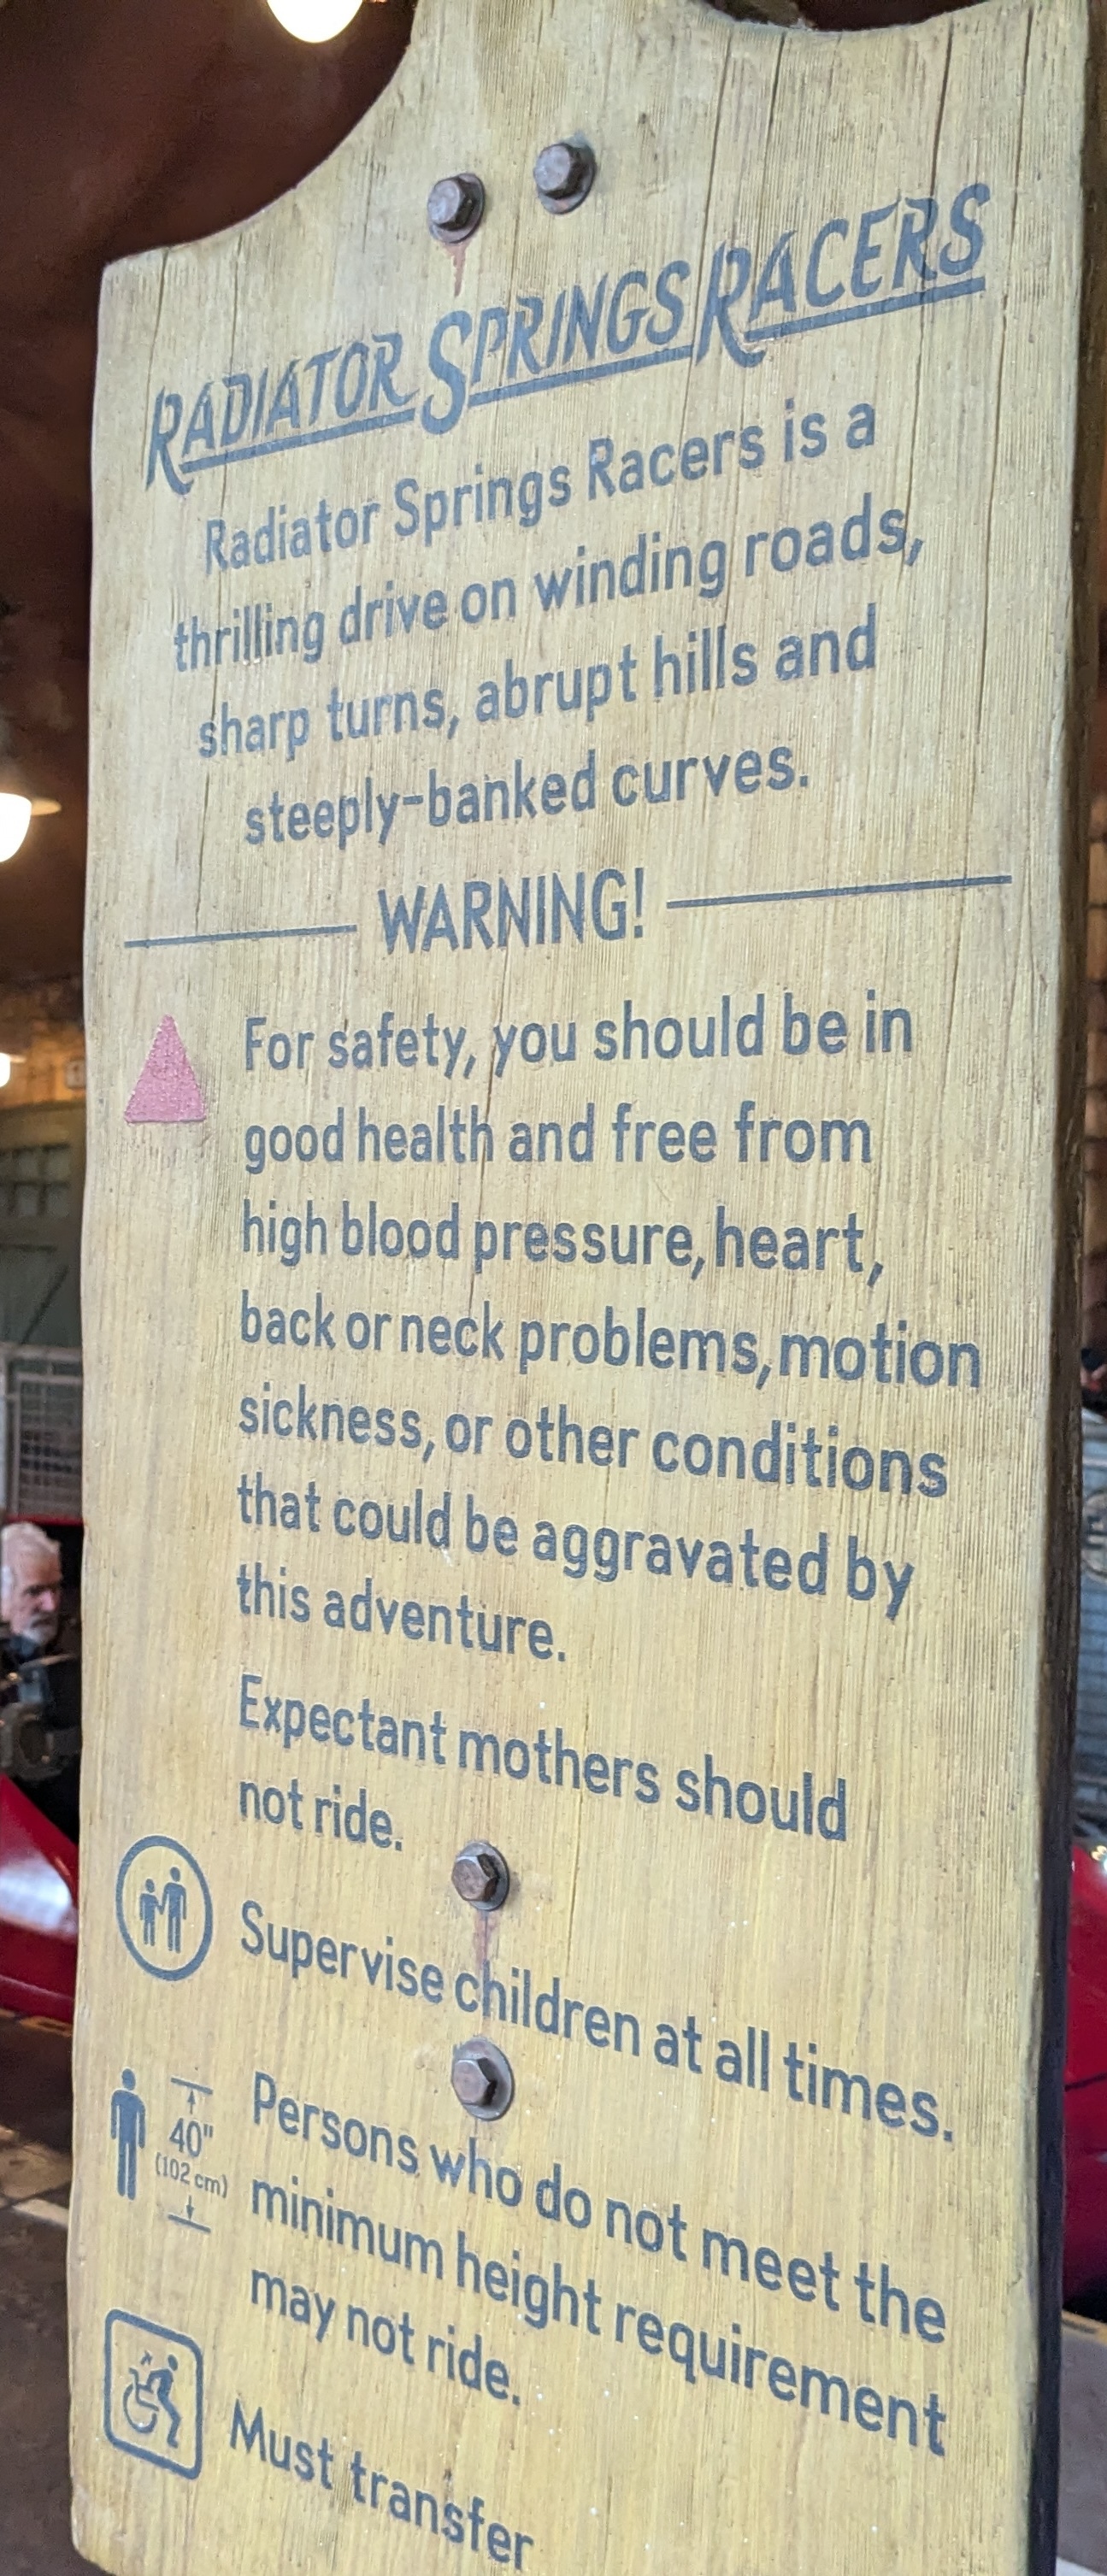 RADIATOR SPRINGS RACERS
Radiator Springs Racers is a
thrilling drive on winding roads,
sharp turns, abrupt hills and
steeply-banked curves.
WARNING!
For safety, you should be in
good health and free from
high blood pressure, heart,
back or neck problems, motion
sickness, or other conditions
that could be aggravated by
this adventure.
Expectant mothers should
not ride.
Supervise children at all times.
40"
(102 cm)
Persons who do not meet the
minimum height requirement
may not ride.
Must transfer